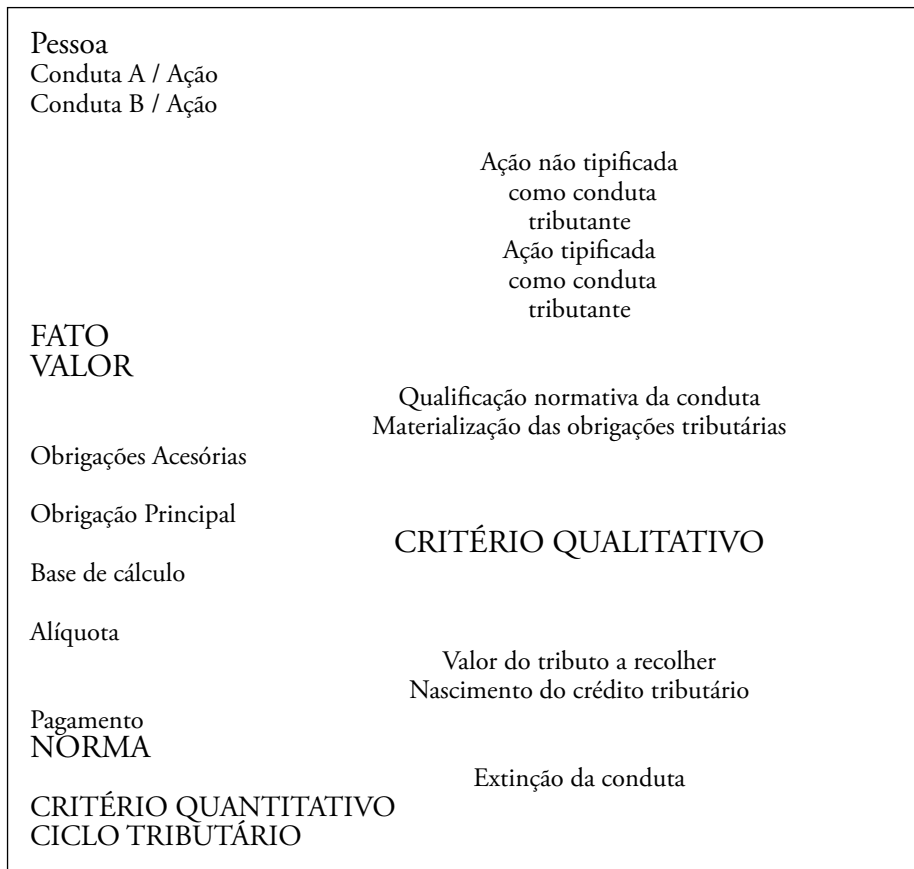 Pessoa
Conduta A / Ação
Conduta B / Ação
Ação não tipificada
como conduta
tributante
Ação tipificada
como conduta
tributante
FATO
VALOR
Qualificação normativa da conduta
Materialização das obrigações tributárias
Obrigações Acesórias
Obrigação Principal
CRITÉRIO QUALITATIVO
Base de cálculo
Alíquota
Valor do tributo a recolher
Nascimento do crédito tributário
Pagamento
NORMA
Extinção da conduta
CRITÉRIO QUANTITATIVO
CICLO TRIBUTÁRIO